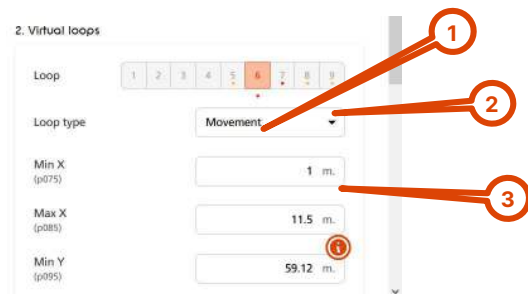 2. Virtual loops
1
Loop 1 2 3 4 5 6 7 8 9
2
Loop type Movement
Min X 1 m.
(p075)
3
Max X 11.5 m.
(p085)
i
Min Y 59.12 m.
(p095)